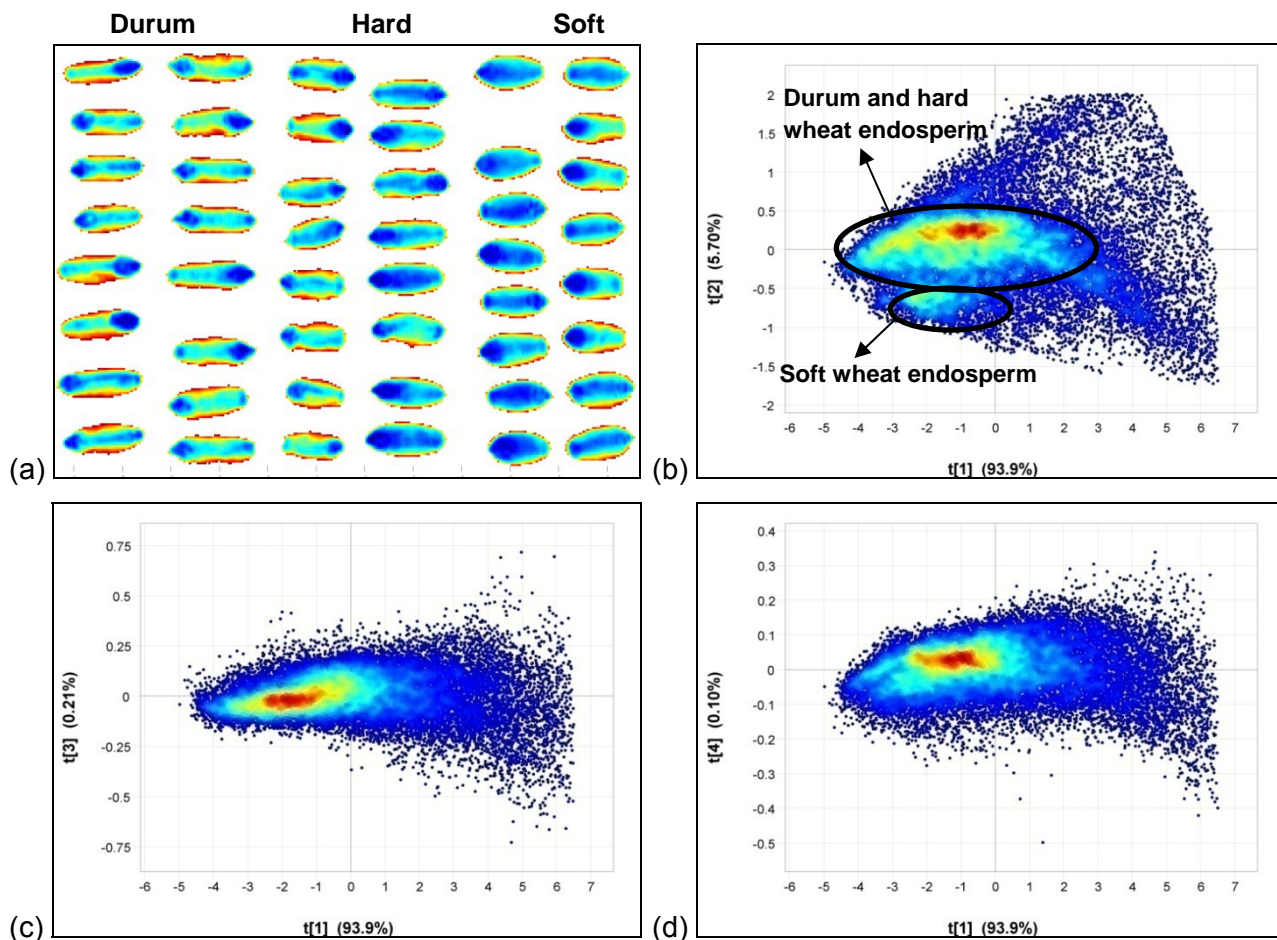 Durum Hard Soft
(a)
2
1.5
1
0.5
0
-0.5
-1
-1.5
-2
t[2] (5.70%)
Durum and hard
wheat endosperm
Soft wheat endosperm
-6 -5 -4 -3 -2 -1 0 1 2 3 4 5 6 7
t[1] (93.9%)
(b)
0.75
0.5
0.25
0
-0.25
-0.5
-0.75
t[3] (0.21%)
-6 -5 -4 -3 -2 -1 0 1 2 3 4 5 6 7
t[1] (93.9%)
(c)
0.4
0.3
0.2
0.1
0
-0.1
-0.2
-0.3
-0.4
-0.5
t[4] (0.10%)
-6 -5 -4 -3 -2 -1 0 1 2 3 4 5 6 7
t[1] (93.9%)
(d)